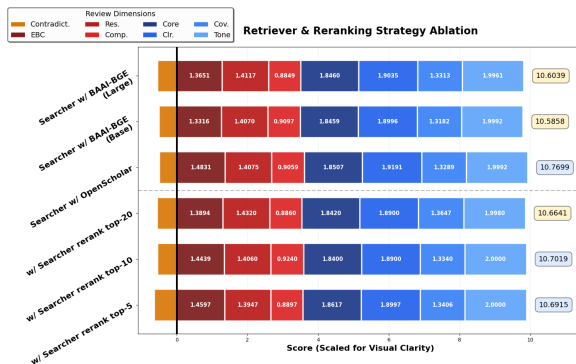 Review Dimensions
Contradict. Res. Core Cov.
EBC Comp. Clr. Tone
Retriever & Reranking Strategy Ablation
Searcher w/ BAAI-BGE
(Large)
1.3651 1.4117 0.8849 1.8460 1.9035 1.3313 1.9961 10.6039
Searcher w/ BAAI-BGE
(Base)
1.3316 1.4070 0.9097 1.8459 1.8996 1.3182 1.9992 10.5858
Searcher w/ OpenScholar
1.4831 1.4075 0.9059 1.8507 1.9191 1.3289 1.9992 10.7699
w/ Searcher rerank top-20
1.3894 1.4320 0.8860 1.8420 1.8900 1.3647 1.9980 10.6641
w/ Searcher rerank top-10
1.4439 1.4060 0.9240 1.8400 1.8900 1.3340 2.0000 10.7019
w/ Searcher rerank top-5
1.4597 1.3947 0.8897 1.8617 1.8997 1.3406 2.0000 10.6915
0 2 4 6 8 10
Score (Scaled for Visual Clarity)